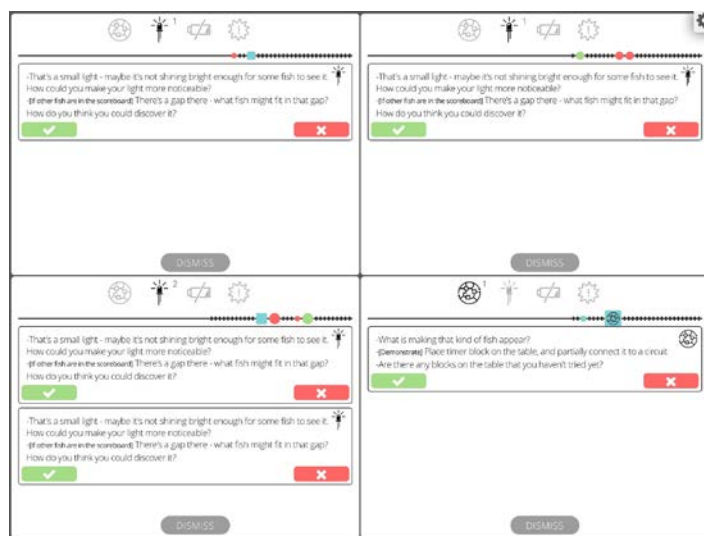 1
-That's a small light - maybe it's not shining bright enough for some fish to see it.
How could you make your light more noticeable?
-[If other fish are in the scoreboard] There's a gap there - what fish might fit in that gap?
How do you think you could discover it?
DISMISS
1
-That's a small light - maybe it's not shining bright enough for some fish to see it.
How could you make your light more noticeable?
-[If other fish are in the scoreboard] There's a gap there - what fish might fit in that gap?
How do you think you could discover it?
DISMISS
2
-That's a small light - maybe it's not shining bright enough for some fish to see it.
How could you make your light more noticeable?
-[If other fish are in the scoreboard] There's a gap there - what fish might fit in that gap?
How do you think you could discover it?
-That's a small light - maybe it's not shining bright enough for some fish to see it.
How could you make your light more noticeable?
-[If other fish are in the scoreboard] There's a gap there - what fish might fit in that gap?
How do you think you could discover it?
DISMISS
1
-What is making that kind of fish appear?
-[Demonstrate] Place timer block on the table, and partially connect it to a circuit
-Are there any blocks on the table that you haven't tried yet?
DISMISS